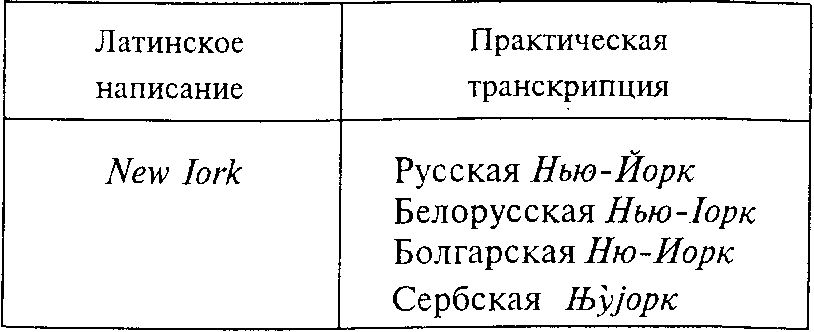 Латинское
написание
Практическая
транскрипция
New Iork
Русская Нью-Йорк
Белорусская Нью-Іорк
Болгарская Ню-Иорк
Сербская Њу̀јорк